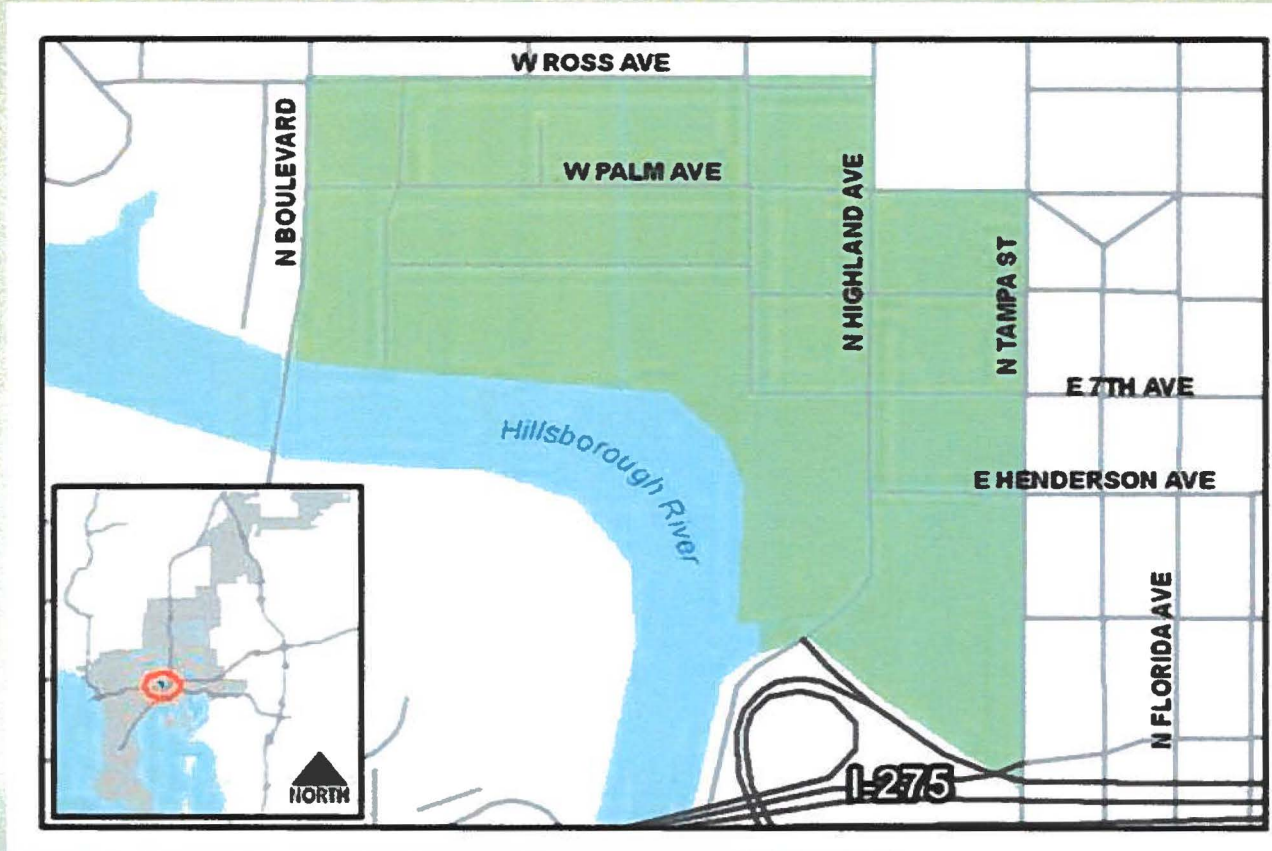 W ROSS AVE
N BOULEVARD
W PALM AVE
N HIGHLAND AVE
N TAMPA ST
E 7TH AVE
Hillsborough River
E HENDERSON AVE
N FLORIDA AVE
I-275
NORTH